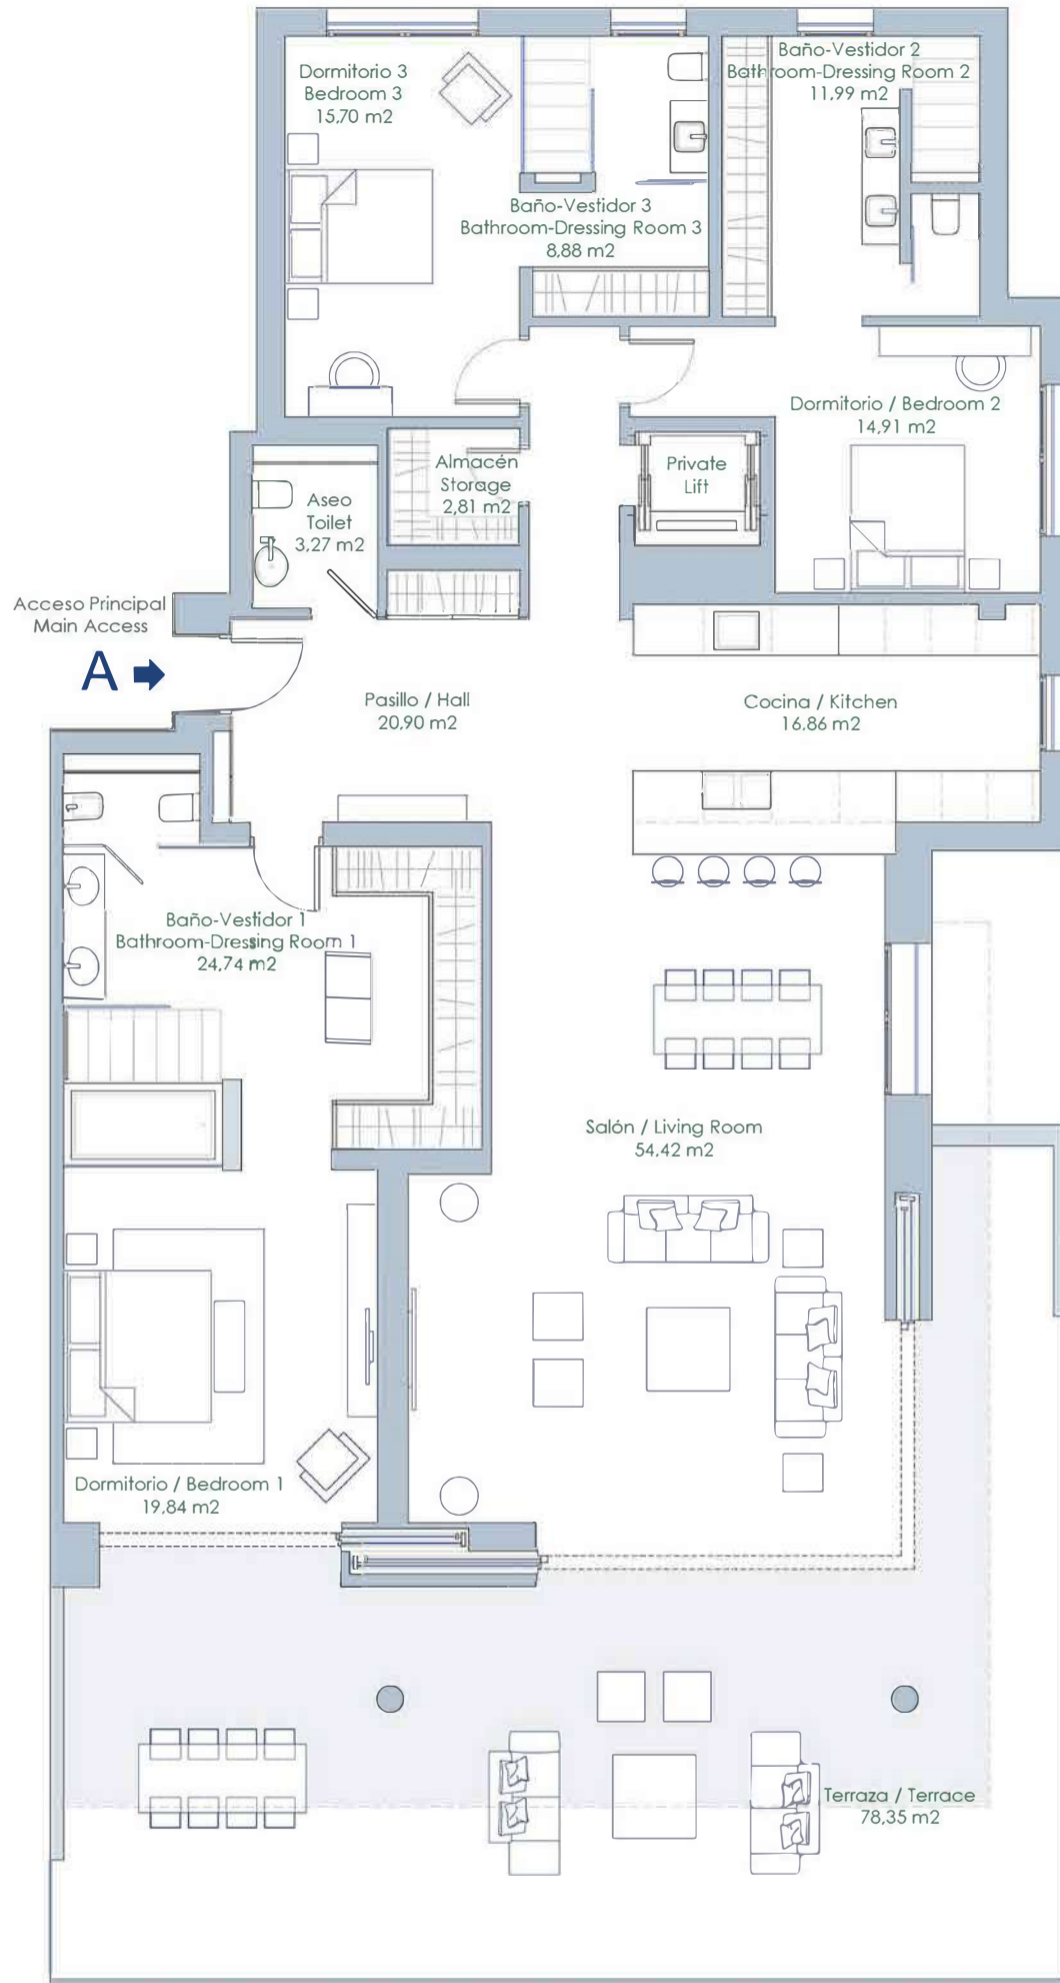 Dormitorio 3
Bedroom 3
15,70 m2
Baño-Vestidor 2
Bathroom-Dressing Room 2
11,99 m2
Baño-Vestidor 3
Bathroom-Dressing Room 3
8,88 m2
Dormitorio / Bedroom 2
14,91 m2
Almacén
Storage
2,81 m2
Private
Lift
Aseo
Toilet
3,27 m2
Acceso Principal
Main Access
A
Pasillo / Hall
20,90 m2
Cocina / Kitchen
16,86 m2
Baño-Vestidor 1
Bathroom-Dressing Room 1
24,74 m2
Salón / Living Room
54,42 m2
Dormitorio / Bedroom 1
19,84 m2
Terraza / Terrace
78,35 m2